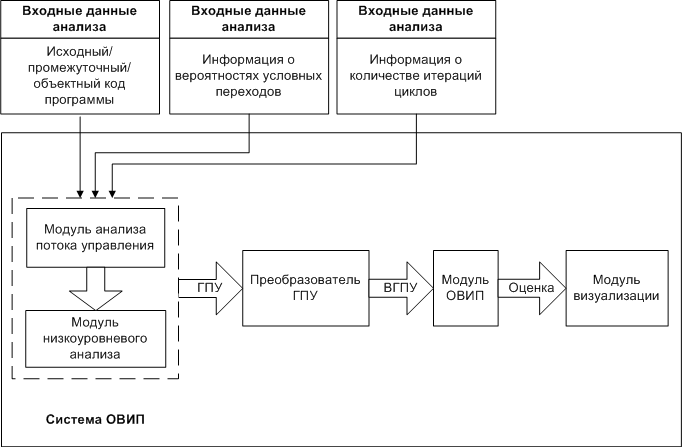 Входные данные
анализа
Исходный/
промежуточный/
объектный код
программы
Входные данные
анализа
Информация о
вероятностях условных
переходов
Входные данные
анализа
Информация о
количестве итераций
циклов
Модуль анализа
потока управления
Модуль
низкоуровневого
анализа
ГПУ
Преобразователь
ГПУ
ВГПУ
Модуль
ОВИП
Оценка
Модуль
визуализации
Система ОВИП